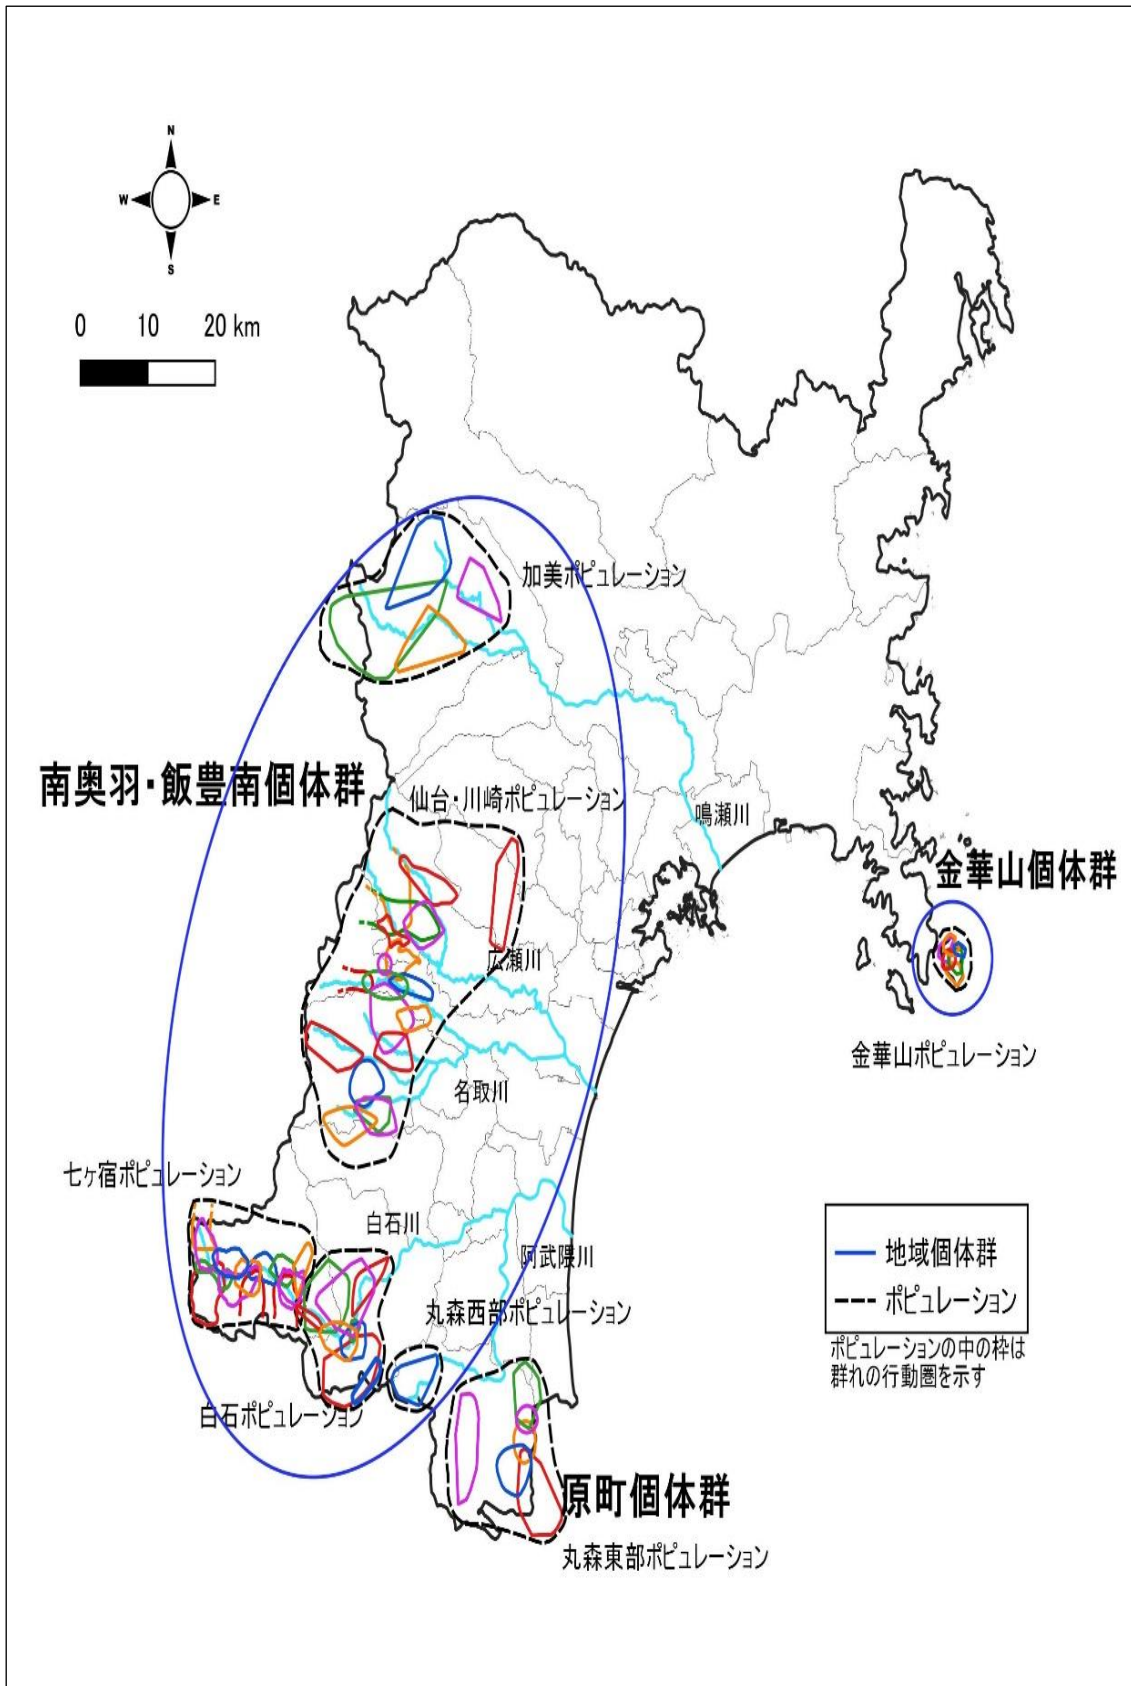 N
W
E
S
0 10 20 km
加美ポピュレーション
南奥羽・飯豊南個体群
仙台・川崎ポピュレーション
鳴瀬川
金華山個体群
広瀬川
金華山ポピュレーション
名取川
七ヶ宿ポピュレーション
白石川
阿武隈川
地域個体群
ポピュレーション
丸森西部ポピュレーション
ポピュレーションの中の枠は
群れの行動圏を示す
白石ポピュレーション
原町個体群
丸森東部ポピュレーション